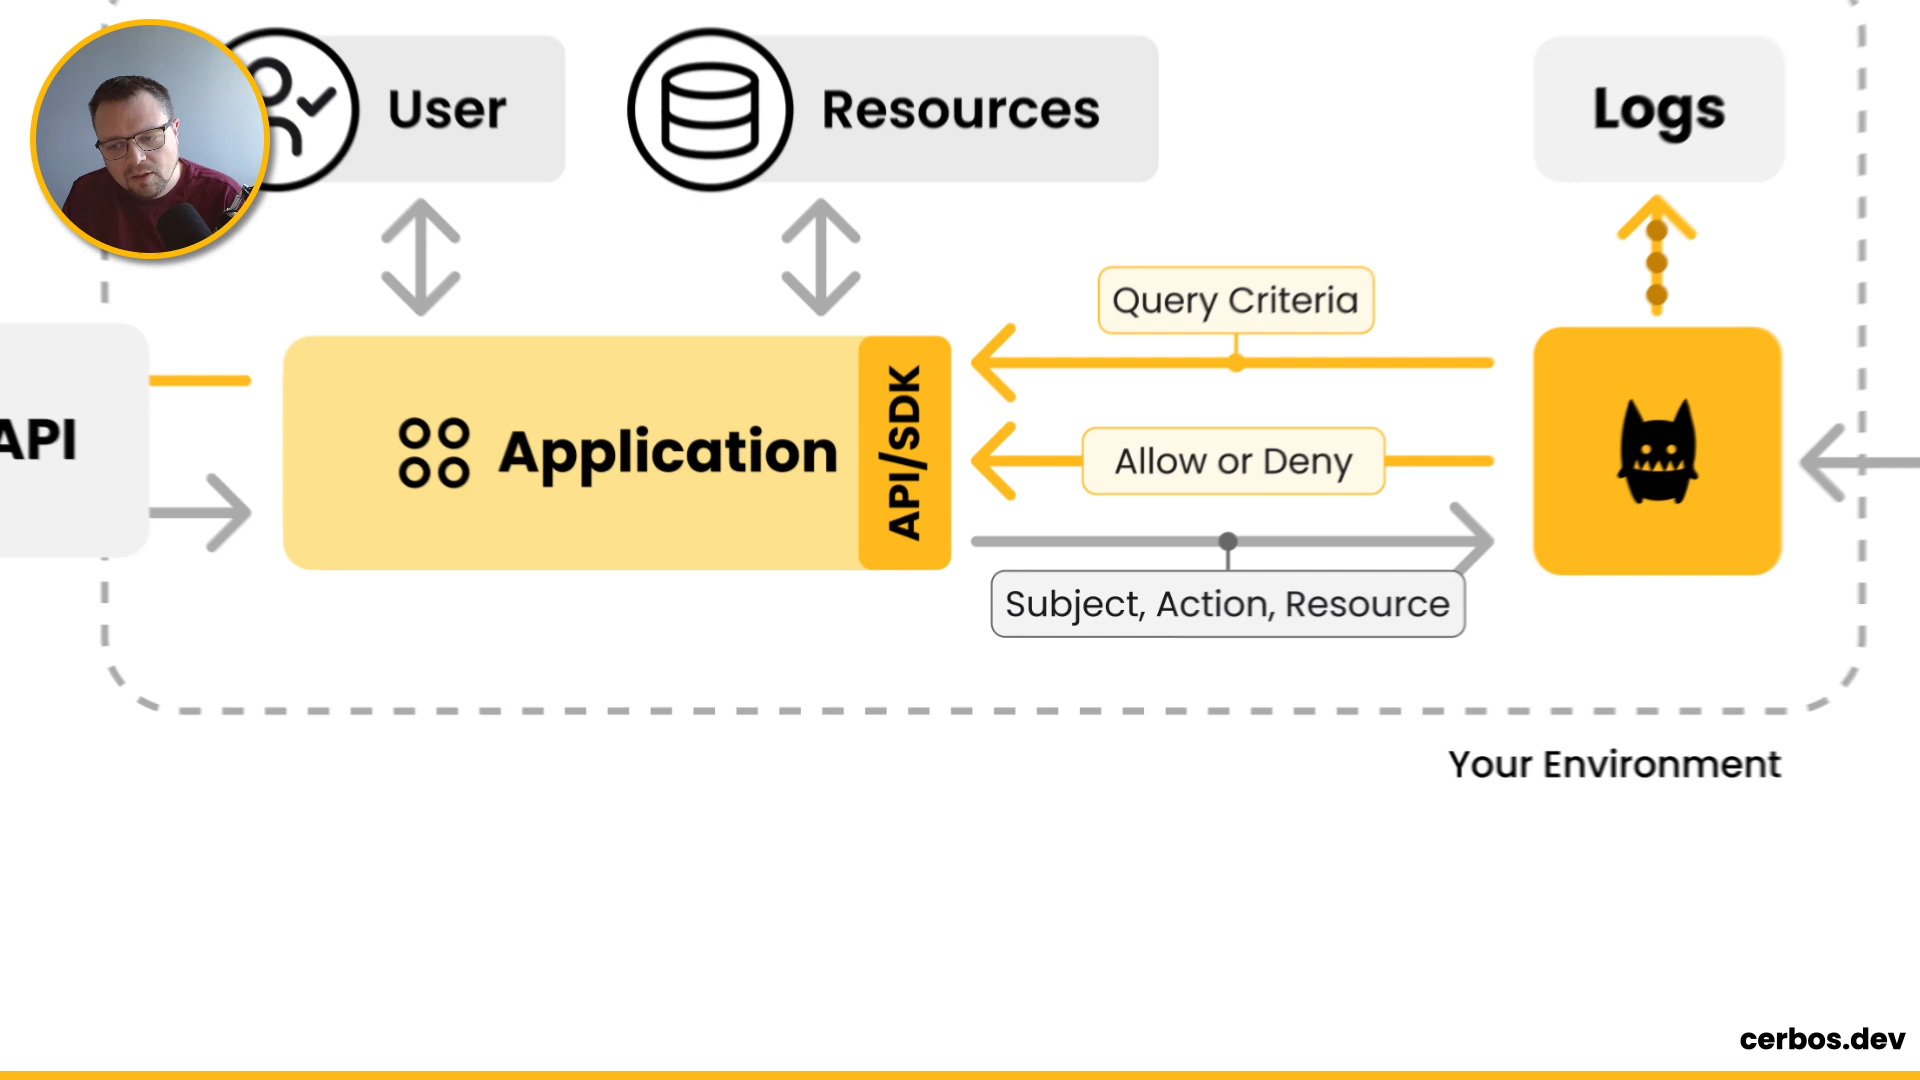 User
Resources
Logs
Query Criteria
API
Application
API/SDK
Allow or Deny
Subject, Action, Resource
Your Environment
cerbos.dev